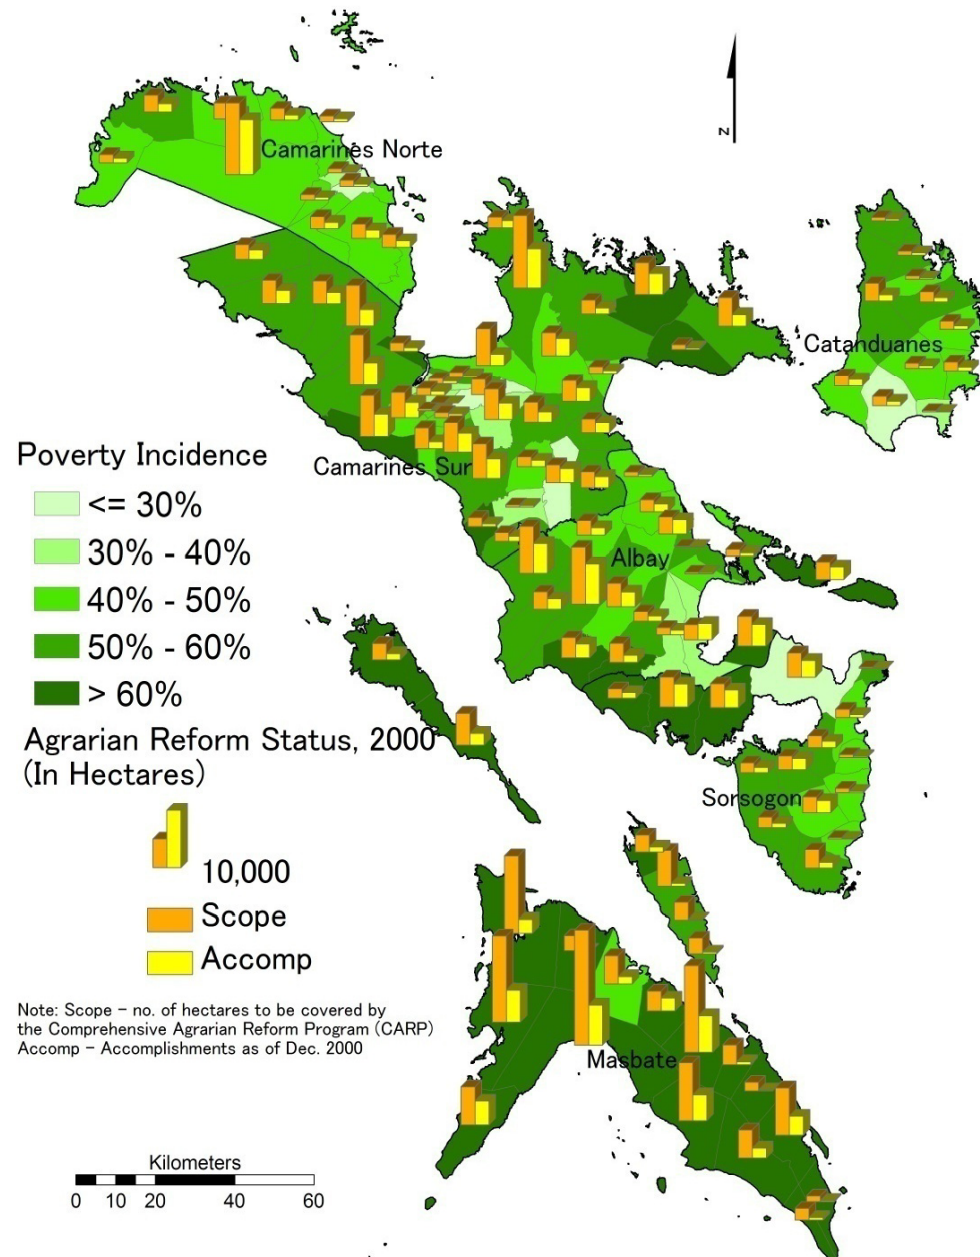 N
Camarines Norte
Catanduanes
Camarines Sur
Albay
Sorsogon
Masbate
Poverty Incidence
<= 30%
30% - 40%
40% - 50%
50% - 60%
> 60%
Agrarian Reform Status, 2000
(In Hectares)
10,000
Scope
Accomp
Note: Scope - no. of hectares to be covered by
the Comprehensive Agrarian Reform Program (CARP)
Accomp - Accomplishments as of Dec. 2000
Kilometers
0 10 20 40 60